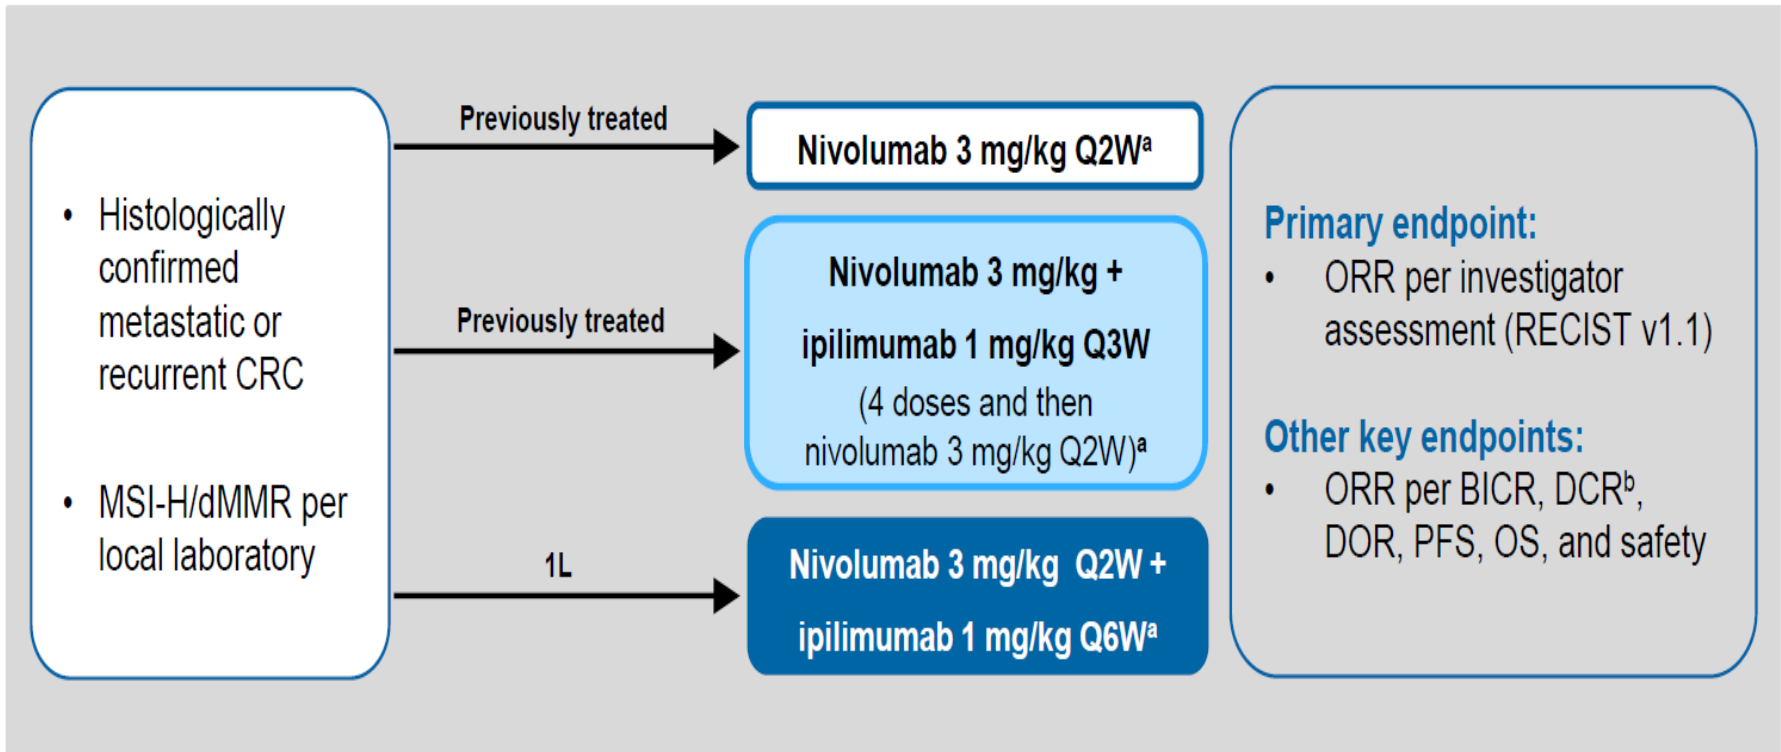 • Histologically
confirmed
metastatic or
recurrent CRC
• MSI-H/dMMR per
local laboratory
Previously treated
Previously treated
1L
Nivolumab 3 mg/kg Q2Wᵃ
Nivolumab 3 mg/kg +
ipilimumab 1 mg/kg Q3W
(4 doses and then
nivolumab 3 mg/kg Q2W)ᵃ
Nivolumab 3 mg/kg Q2W +
ipilimumab 1 mg/kg Q6Wᵃ
Primary endpoint:
• ORR per investigator
assessment (RECIST v1.1)
Other key endpoints:
• ORR per BICR, DCRᵇ,
DOR, PFS, OS, and safety